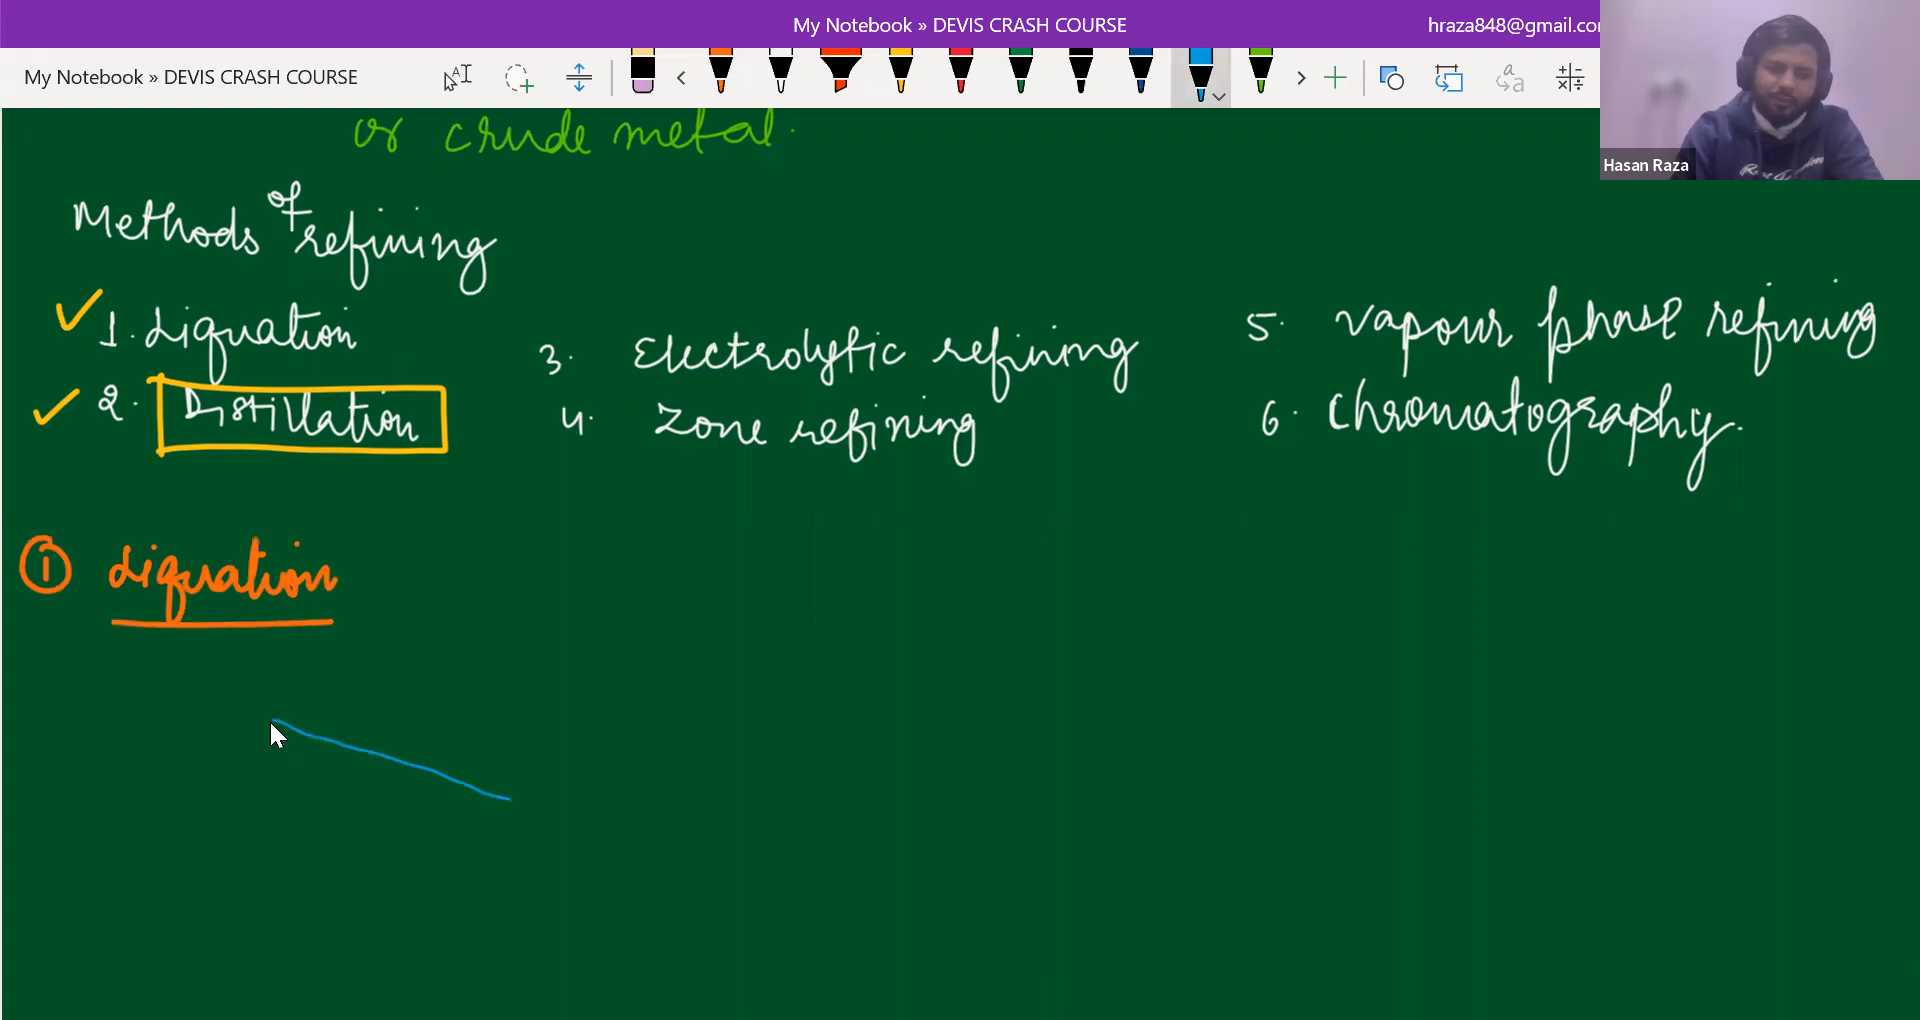 My Notebook » DEVIS CRASH COURSE
hraza848@gmail.co
My Notebook » DEVIS CRASH COURSE
Hasan Raza
or crude metal.
Methods of refining
1. Liquation
2. Distillation
3. Electrolytic refining
4. Zone refining
5. Vapour phase refining
6. Chromatography.
① Liquation